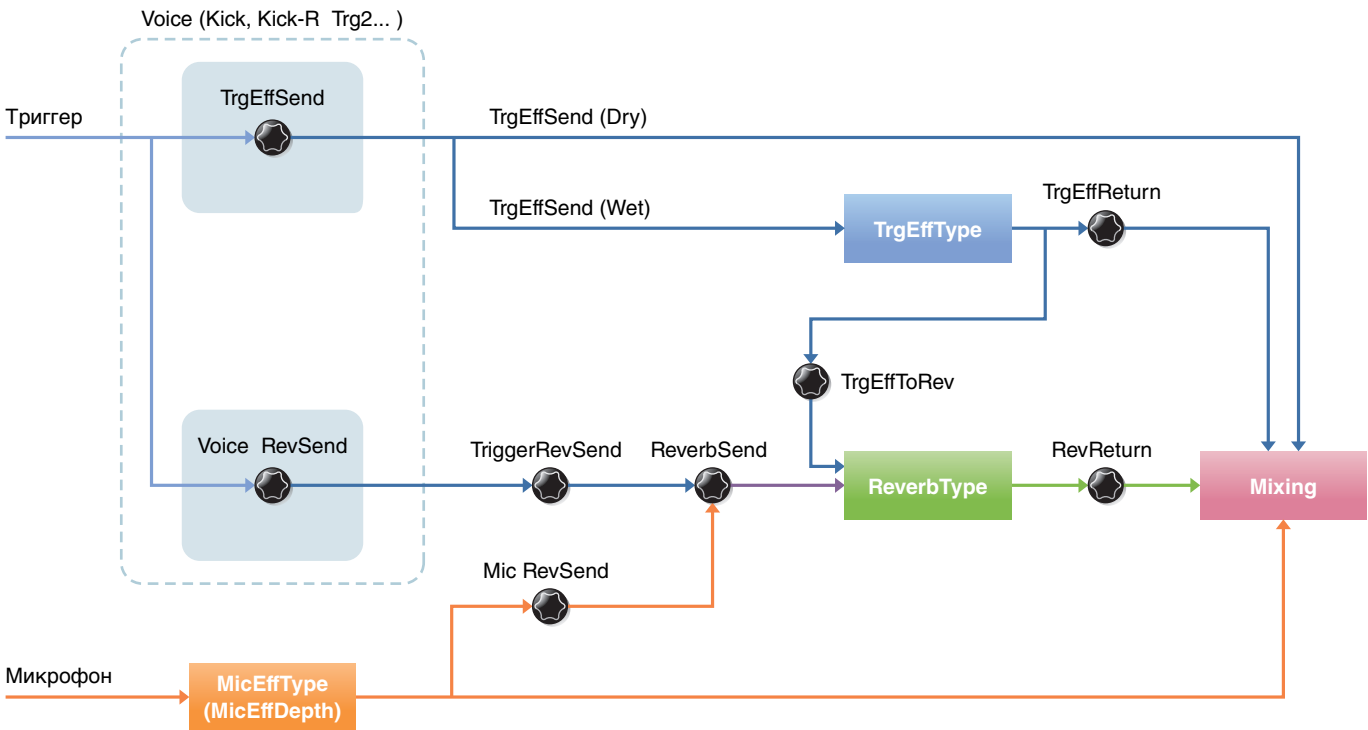 Voice (Kick, Kick-R  Trg2... )
TrgEffSend
Триггер
TrgEffSend (Dry)
TrgEffSend (Wet)
TrgEffType
TrgEffReturn
TrgEffToRev
Voice  RevSend
TriggerRevSend
ReverbSend
ReverbType
RevReturn
Mixing
Mic RevSend
Микрофон
MicEffType
(MicEffDepth)